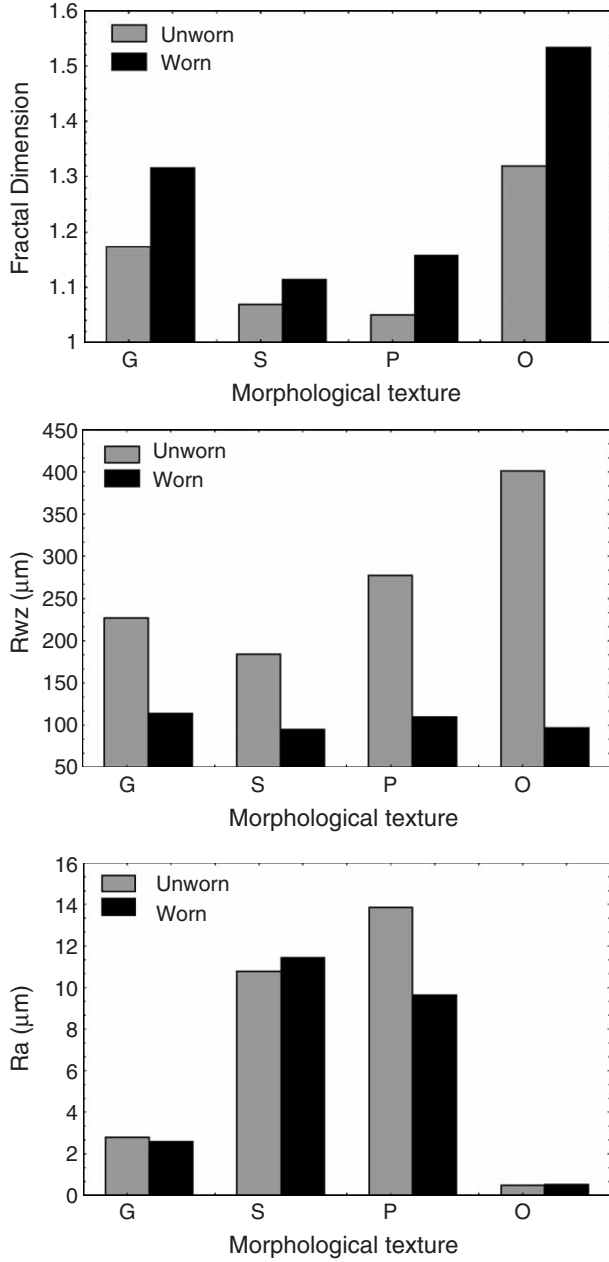 1.6
Unworn
1.5
Worn
1.4
1.3
1.2
1.1
1
Fractal Dimension
G S P O
Morphological texture
450
Unworn
400
Worn
350
300
250
200
150
100
50
Rwz (μm)
G S P O
Morphological texture
16
Unworn
14
Worn
12
10
8
6
4
2
0
Ra (μm)
G S P O
Morphological texture